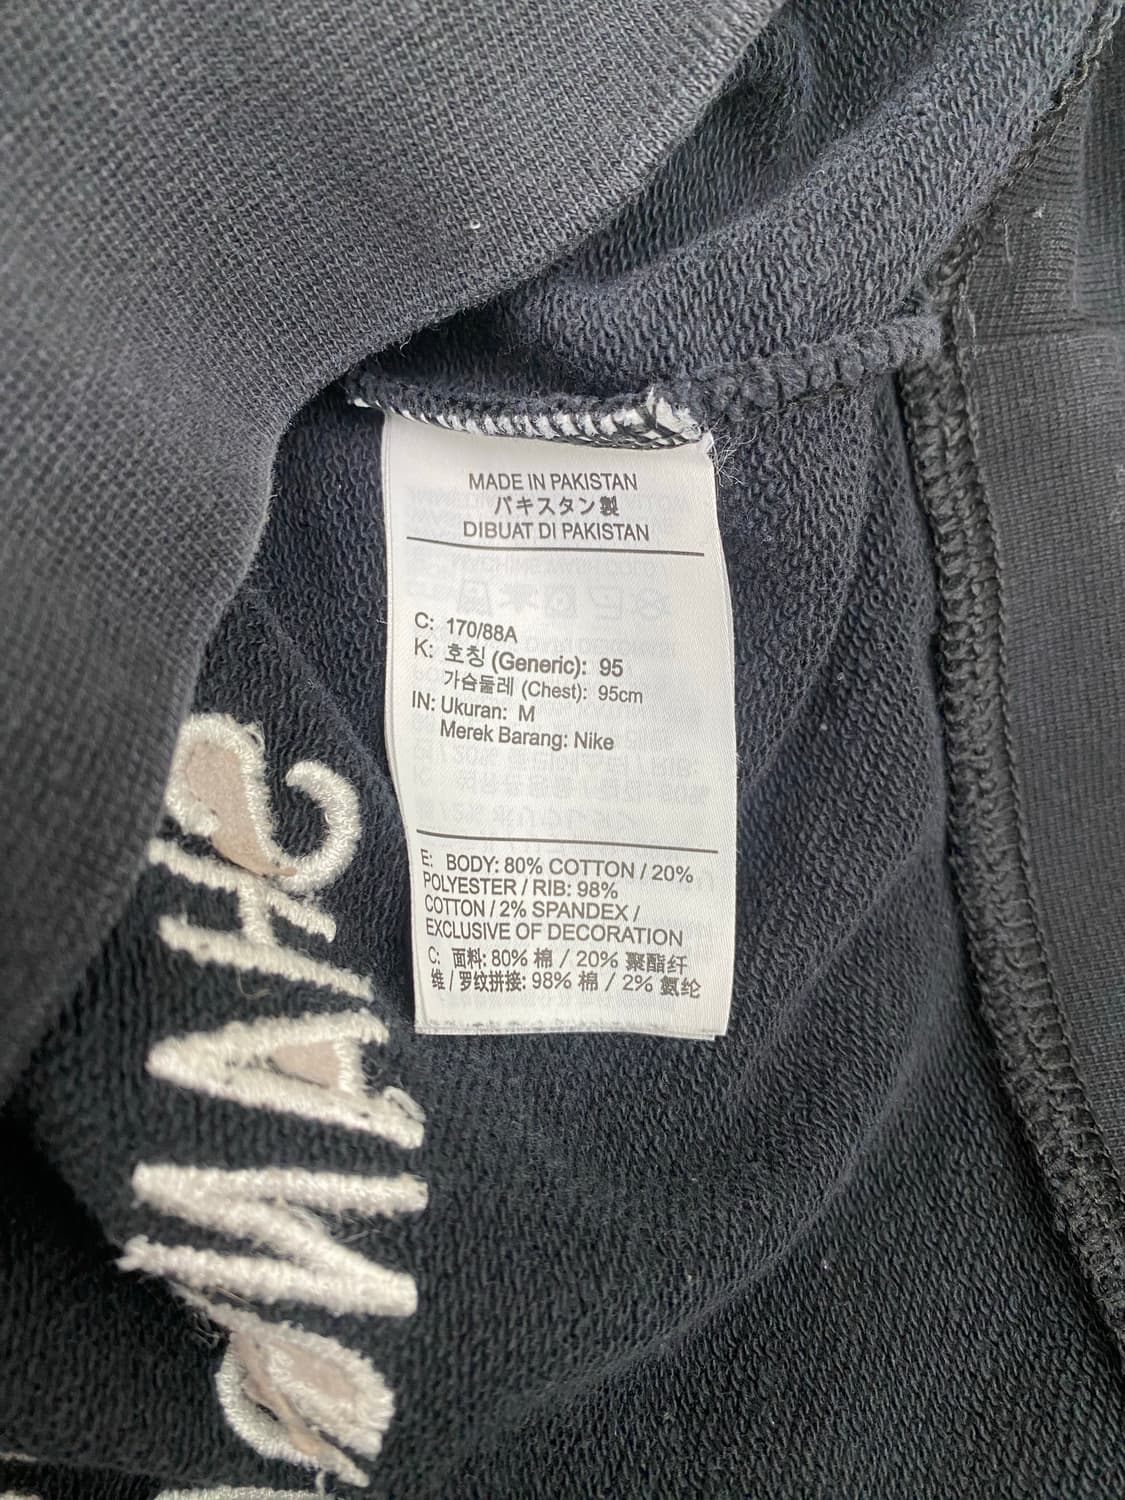 MADE IN PAKISTAN
パキスタン製
DIBUAT DI PAKISTAN
C: 170/88A
K: 호칭 (Generic): 95
가슴둘레 (Chest): 95cm
IN: Ukuran: M
Merek Barang: Nike
E: BODY: 80% COTTON / 20%
POLYESTER / RIB: 98%
COTTON / 2% SPANDEX /
EXCLUSIVE OF DECORATION
C: 面料: 80% 棉 / 20% 聚酯纤
维 / 罗纹拼接: 98% 棉 / 2% 氨纶